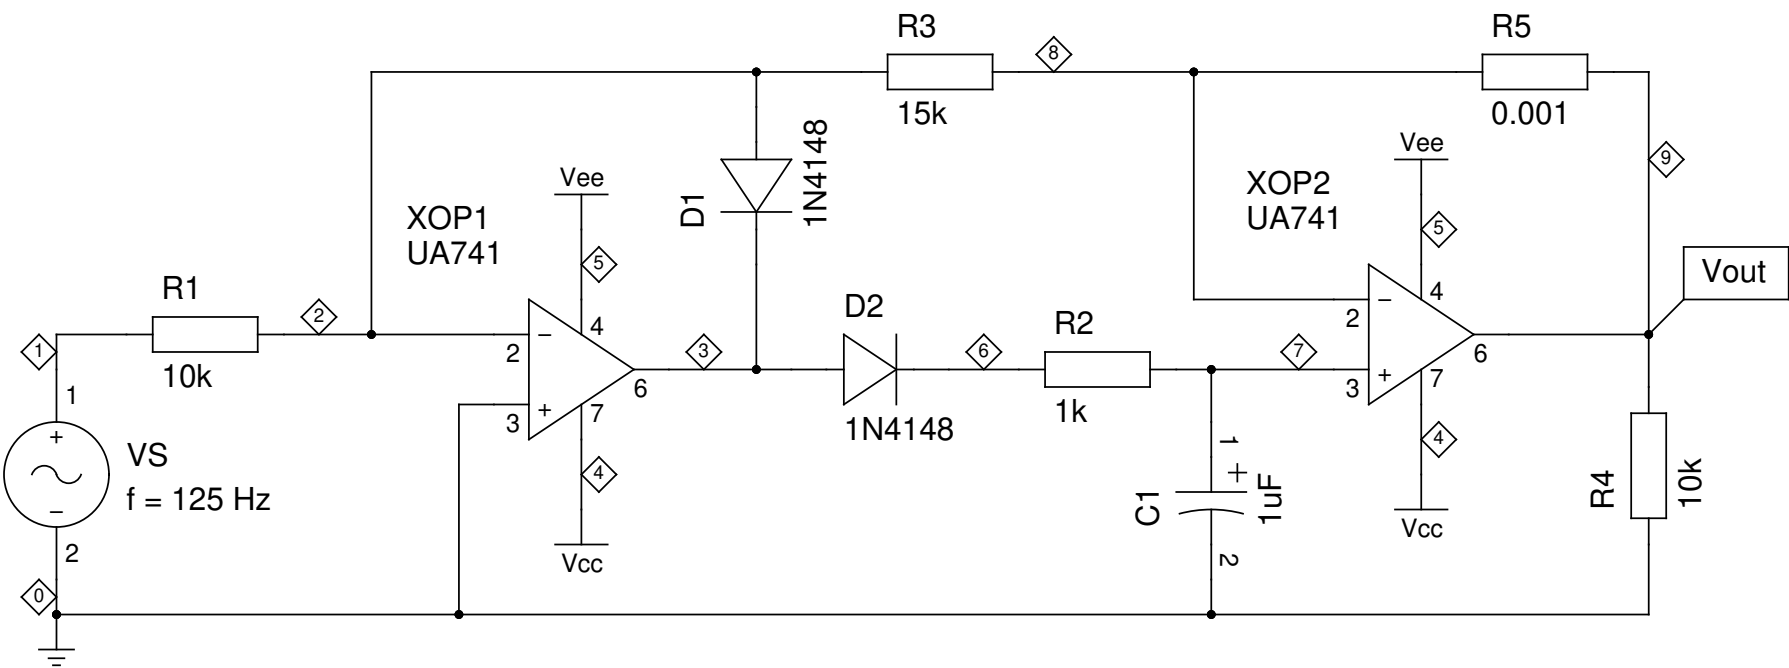 R3
15k
8
R5
0.001
Vee
5
9
XOP2
UA741
1N4148
D1
Vee
5
XOP1
UA741
R1
10k
2
1
1
+
−
2
0
VS
f = 125 Hz
−
2
4
+
3
7
6
4
Vcc
3
D2
1N4148
6
R2
1k
7
1
+
C1
1uF
2
−
2
4
+
3
7
6
4
Vcc
Vout
R4
10k